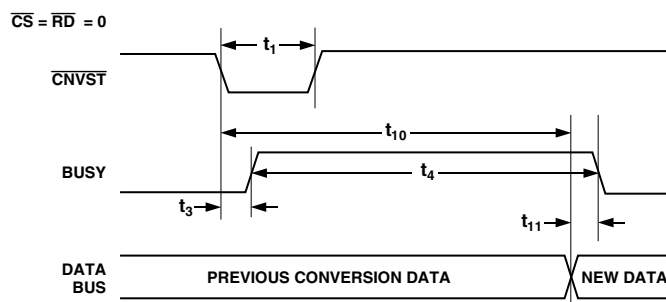 CS = RD = 0
t1
CNVST
t10
BUSY
t4
t3
t11
DATA
BUS
PREVIOUS CONVERSION DATA
NEW DATA